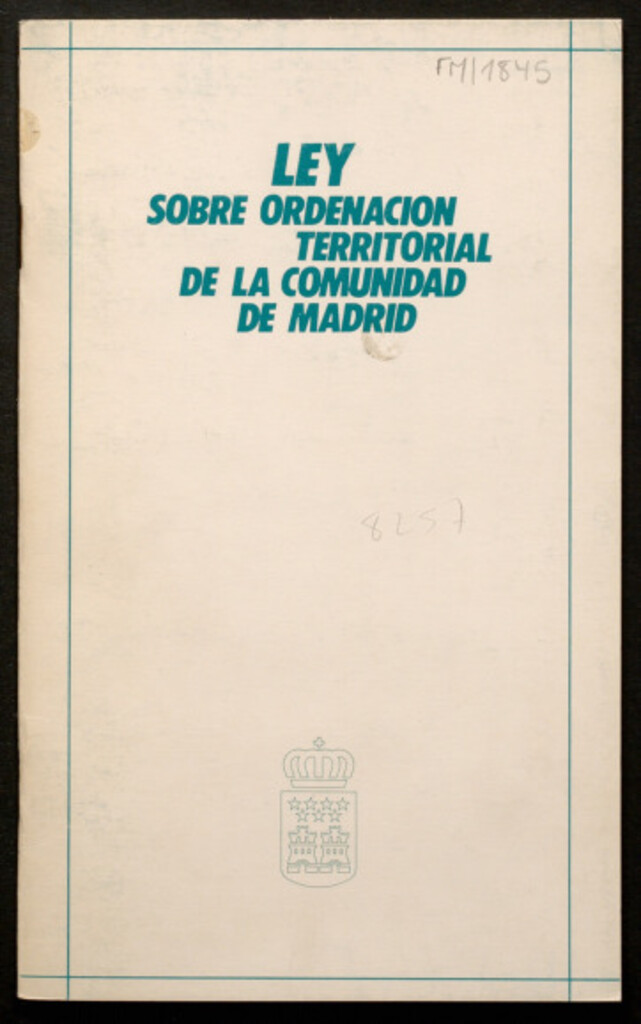 FM/1845
LEY
SOBRE ORDENACION
TERRITORIAL
DE LA COMUNIDAD
DE MADRID
8257